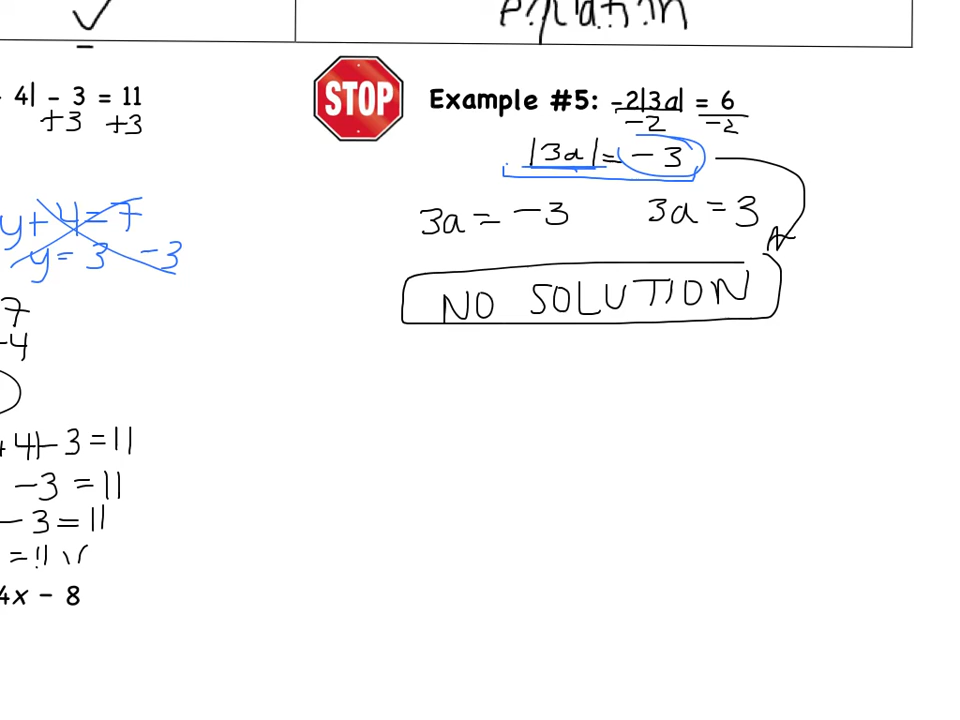 4| - 3 = 11
+3 +3
y + 4 = 7
y = 3 -3
7
-4
+ 4| - 3 = 11
- 3 = 11
- 3 = 11
= 11
4x - 8
STOP
Example #5: -2|3a| = 6
-2 -2
|3a| = -3
3a = -3 3a = 3
NO SOLUTION